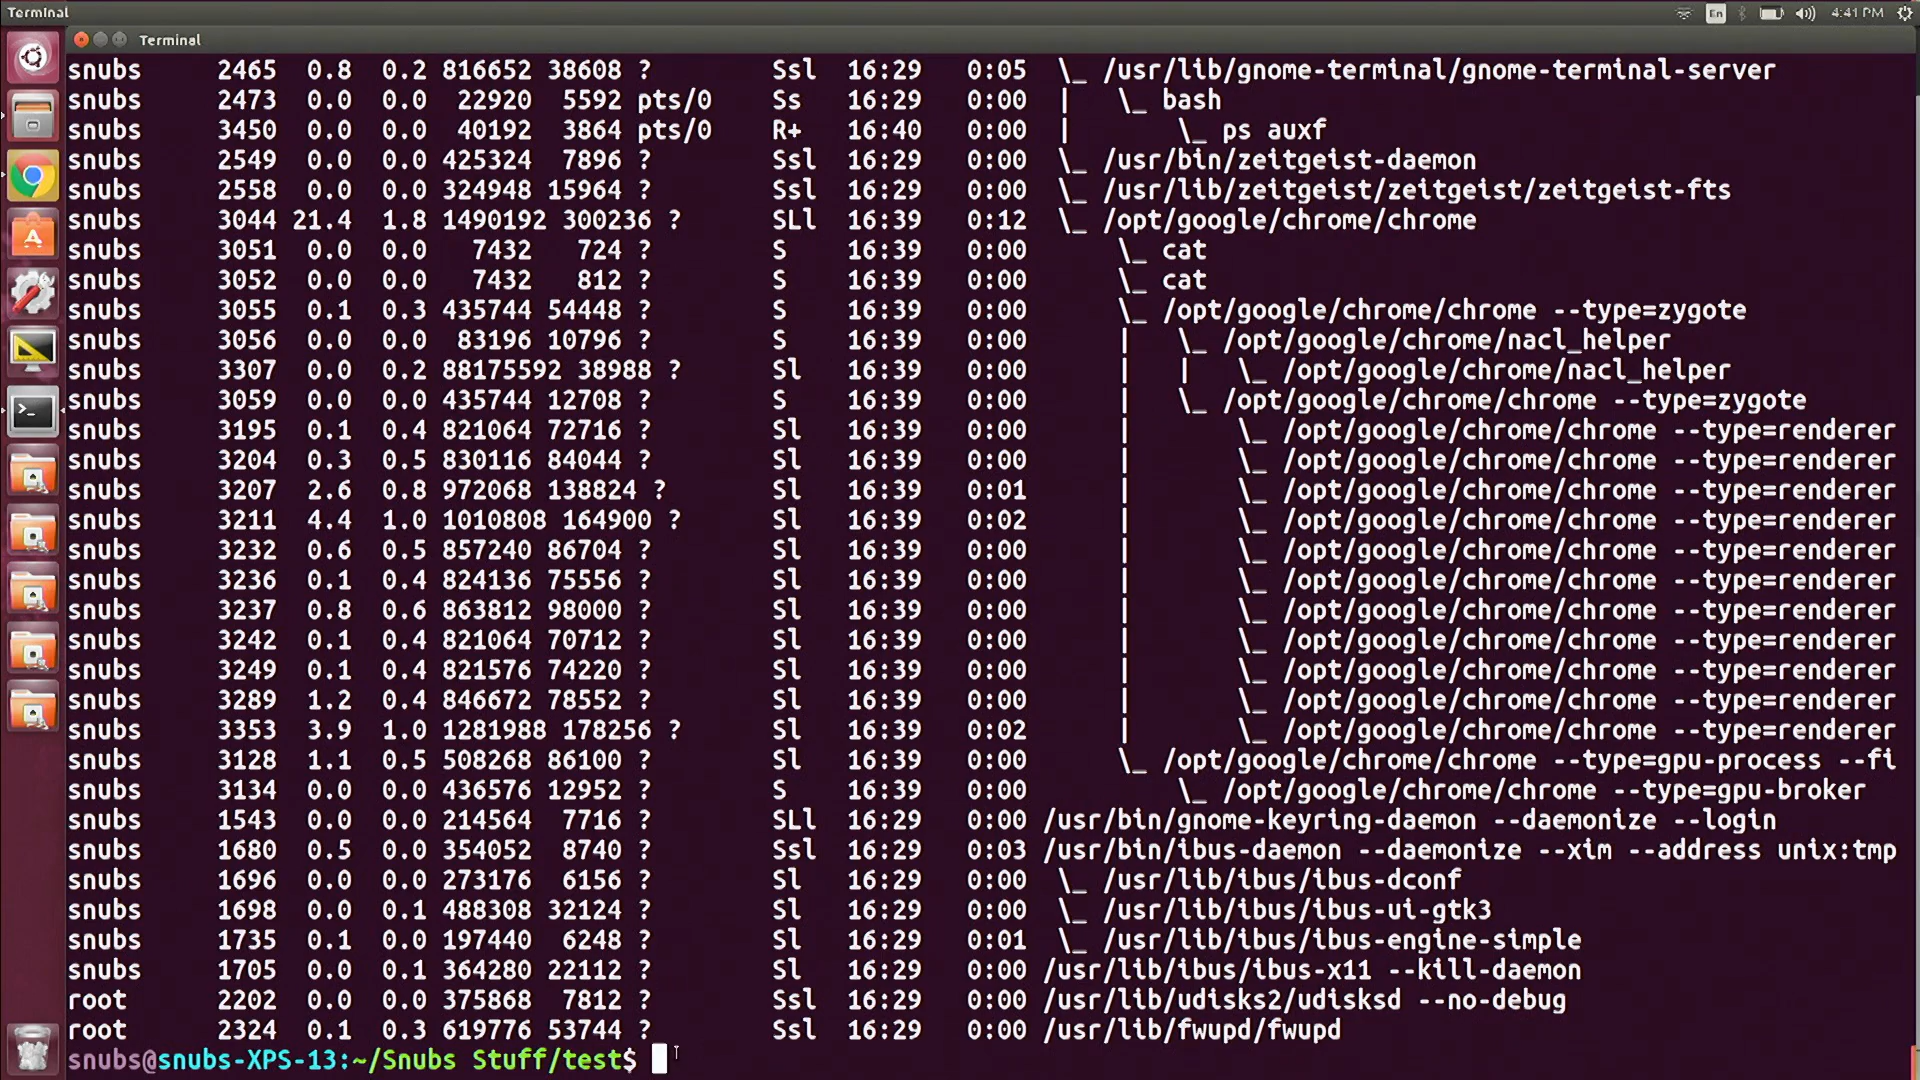 Terminal
En
4:41 PM
Terminal
snubs 2465 0.8 0.2 816652 38608 ? Ssl 16:29 0:05 \_ /usr/lib/gnome-terminal/gnome-terminal-server
snubs 2473 0.0 0.0 22920 5592 pts/0 Ss 16:29 0:00 | \_ bash
snubs 3450 0.0 0.0 40192 3864 pts/0 R+ 16:40 0:00 | \_ ps auxf
snubs 2549 0.0 0.0 425324 7896 ? Ssl 16:29 0:00 \_ /usr/bin/zeitgeist-daemon
snubs 2558 0.0 0.0 324948 15964 ? Ssl 16:29 0:00 \_ /usr/lib/zeitgeist/zeitgeist/zeitgeist-fts
snubs 3044 21.4 1.8 1490192 300236 ? SLl 16:39 0:12 \_ /opt/google/chrome/chrome
snubs 3051 0.0 0.0 7432 724 ? S 16:39 0:00 \_ cat
snubs 3052 0.0 0.0 7432 812 ? S 16:39 0:00 \_ cat
snubs 3055 0.1 0.3 435744 54448 ? S 16:39 0:00 \_ /opt/google/chrome/chrome --type=zygote
snubs 3056 0.0 0.0 83196 10796 ? S 16:39 0:00 | \_ /opt/google/chrome/nacl_helper
snubs 3307 0.0 0.2 88175592 38988 ? Sl 16:39 0:00 | | \_ /opt/google/chrome/nacl_helper
snubs 3059 0.0 0.0 435744 12708 ? S 16:39 0:00 | \_ /opt/google/chrome/chrome --type=zygote
snubs 3195 0.1 0.4 821064 72716 ? Sl 16:39 0:00 | \_ /opt/google/chrome/chrome --type=renderer
snubs 3204 0.3 0.5 830116 84044 ? Sl 16:39 0:00 | \_ /opt/google/chrome/chrome --type=renderer
snubs 3207 2.6 0.8 972068 138824 ? Sl 16:39 0:01 | \_ /opt/google/chrome/chrome --type=renderer
snubs 3211 4.4 1.0 1010808 164900 ? Sl 16:39 0:02 | \_ /opt/google/chrome/chrome --type=renderer
snubs 3232 0.6 0.5 857240 86704 ? Sl 16:39 0:00 | \_ /opt/google/chrome/chrome --type=renderer
snubs 3236 0.1 0.4 824136 75556 ? Sl 16:39 0:00 | \_ /opt/google/chrome/chrome --type=renderer
snubs 3237 0.8 0.6 863812 98000 ? Sl 16:39 0:00 | \_ /opt/google/chrome/chrome --type=renderer
snubs 3242 0.1 0.4 821064 70712 ? Sl 16:39 0:00 | \_ /opt/google/chrome/chrome --type=renderer
snubs 3249 0.1 0.4 821576 74220 ? Sl 16:39 0:00 | \_ /opt/google/chrome/chrome --type=renderer
snubs 3289 1.2 0.4 846672 78552 ? Sl 16:39 0:00 | \_ /opt/google/chrome/chrome --type=renderer
snubs 3353 3.9 1.0 1281988 178256 ? Sl 16:39 0:02 | \_ /opt/google/chrome/chrome --type=renderer
snubs 3128 1.1 0.5 508268 86100 ? Sl 16:39 0:00 \_ /opt/google/chrome/chrome --type=gpu-process --fi
snubs 3134 0.0 0.0 436576 12952 ? S 16:39 0:00 \_ /opt/google/chrome/chrome --type=gpu-broker
snubs 1543 0.0 0.0 214564 7716 ? SLl 16:29 0:00 /usr/bin/gnome-keyring-daemon --daemonize --login
snubs 1680 0.5 0.0 354052 8740 ? Ssl 16:29 0:03 /usr/bin/ibus-daemon --daemonize --xim --address unix:tmp
snubs 1696 0.0 0.0 273176 6156 ? Sl 16:29 0:00 \_ /usr/lib/ibus/ibus-dconf
snubs 1698 0.0 0.1 488308 32124 ? Sl 16:29 0:00 \_ /usr/lib/ibus/ibus-ui-gtk3
snubs 1735 0.1 0.0 197440 6248 ? Sl 16:29 0:01 \_ /usr/lib/ibus/ibus-engine-simple
snubs 1705 0.0 0.1 364280 22112 ? Sl 16:29 0:00 /usr/lib/ibus/ibus-x11 --kill-daemon
root 2202 0.0 0.0 375868 7812 ? Ssl 16:29 0:00 /usr/lib/udisks2/udisksd --no-debug
root 2324 0.1 0.3 619776 53744 ? Ssl 16:29 0:00 /usr/lib/fwupd/fwupd
snubs@snubs-XPS-13:~/Snubs Stuff/test$